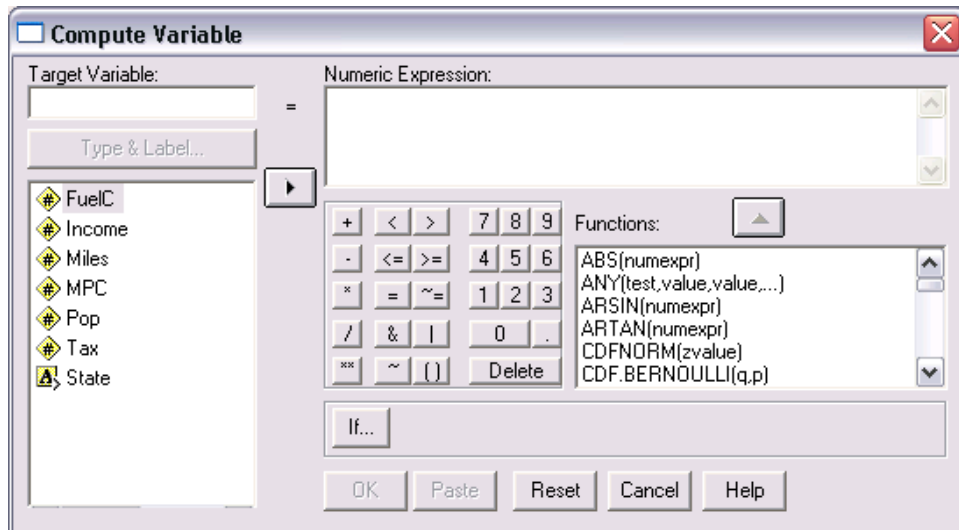 Compute Variable
Target Variable:
Numeric Expression:
=
Type & Label...
FuelC
Income
Miles
MPC
Pop
Tax
State
+ < > 7 8 9
- <= >= 4 5 6
* = ~= 1 2 3
/ & | 0 .
** ~ () Delete
Functions:
ABS(numexpr)
ANY(test,value,value,...)
ARSIN(numexpr)
ARTAN(numexpr)
CDFNORM(zvalue)
CDF.BERNOULLI(q,p)
If...
OK Paste Reset Cancel Help